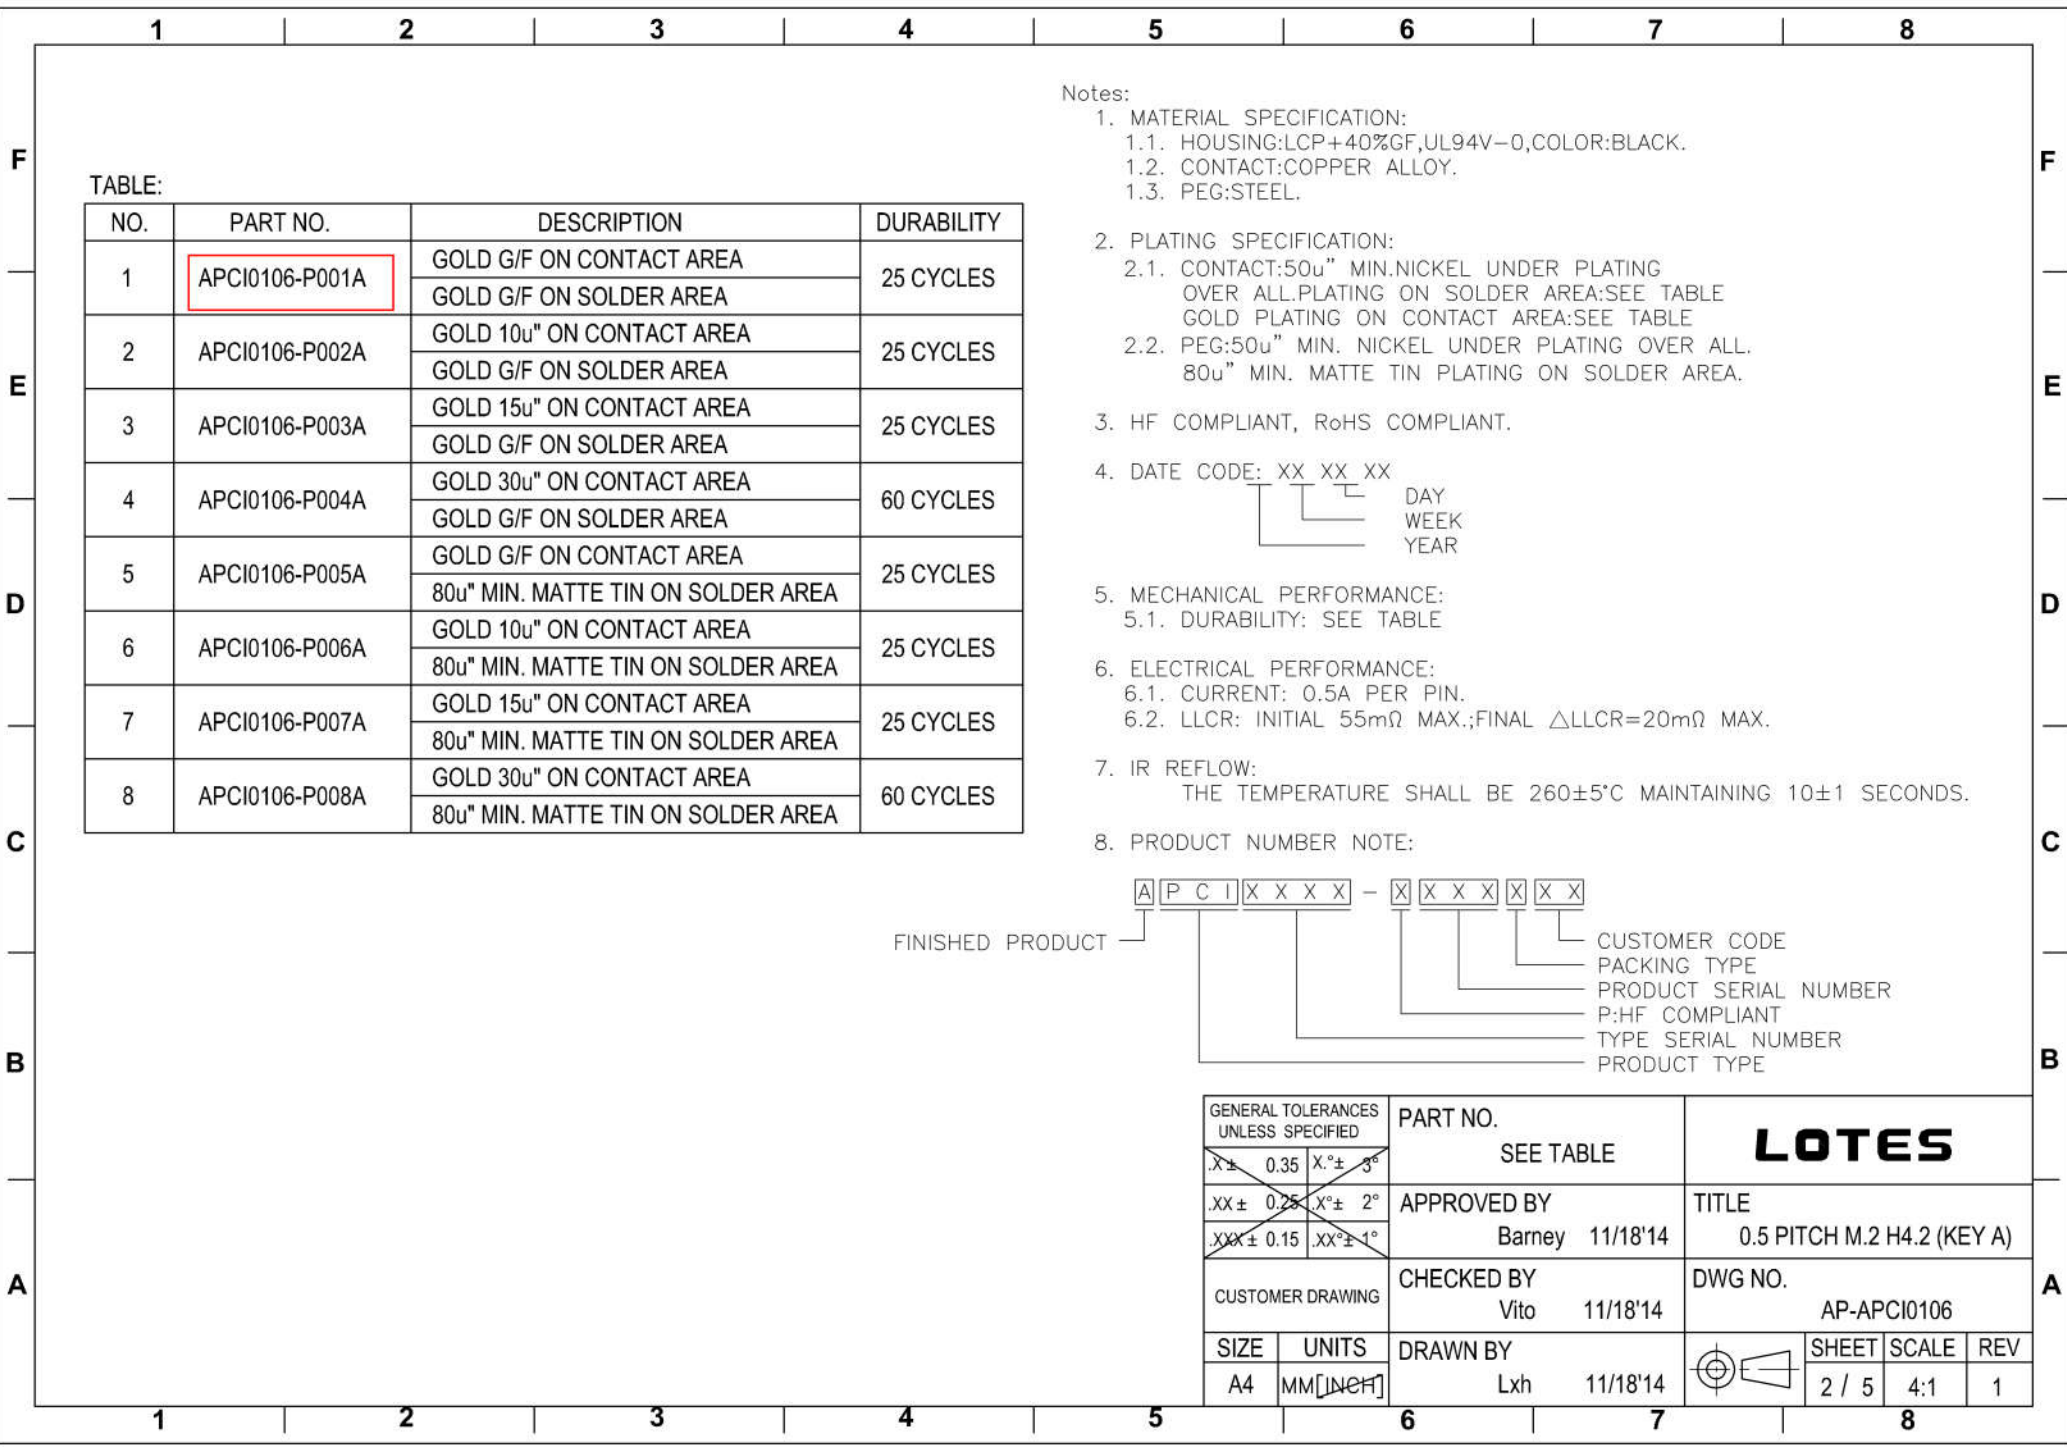 1 2 3 4 5 6 7 8
F
E
D
C
B
A
TABLE:
NO. PART NO. DESCRIPTION DURABILITY
1 APCI0106-P001A GOLD G/F ON CONTACT AREA 25 CYCLES
GOLD G/F ON SOLDER AREA
2 APCI0106-P002A GOLD 10u" ON CONTACT AREA 25 CYCLES
GOLD G/F ON SOLDER AREA
3 APCI0106-P003A GOLD 15u" ON CONTACT AREA 25 CYCLES
GOLD G/F ON SOLDER AREA
4 APCI0106-P004A GOLD 30u" ON CONTACT AREA 60 CYCLES
GOLD G/F ON SOLDER AREA
5 APCI0106-P005A GOLD G/F ON CONTACT AREA 25 CYCLES
80u" MIN. MATTE TIN ON SOLDER AREA
6 APCI0106-P006A GOLD 10u" ON CONTACT AREA 25 CYCLES
80u" MIN. MATTE TIN ON SOLDER AREA
7 APCI0106-P007A GOLD 15u" ON CONTACT AREA 25 CYCLES
80u" MIN. MATTE TIN ON SOLDER AREA
8 APCI0106-P008A GOLD 30u" ON CONTACT AREA 60 CYCLES
80u" MIN. MATTE TIN ON SOLDER AREA
Notes:
1. MATERIAL SPECIFICATION:
1.1. HOUSING:LCP+40%GF,UL94V-0,COLOR:BLACK.
1.2. CONTACT:COPPER ALLOY.
1.3. PEG:STEEL.
2. PLATING SPECIFICATION:
2.1. CONTACT:50u" MIN.NICKEL UNDER PLATING
OVER ALL.PLATING ON SOLDER AREA:SEE TABLE
GOLD PLATING ON CONTACT AREA:SEE TABLE
2.2. PEG:50u" MIN. NICKEL UNDER PLATING OVER ALL.
80u" MIN. MATTE TIN PLATING ON SOLDER AREA.
3. HF COMPLIANT, RoHS COMPLIANT.
4. DATE CODE: XX XX XX
DAY
WEEK
YEAR
5. MECHANICAL PERFORMANCE:
5.1. DURABILITY: SEE TABLE
6. ELECTRICAL PERFORMANCE:
6.1. CURRENT: 0.5A PER PIN.
6.2. LLCR: INITIAL 55mΩ MAX.;FINAL △LLCR=20mΩ MAX.
7. IR REFLOW:
THE TEMPERATURE SHALL BE 260±5°C MAINTAINING 10±1 SECONDS.
8. PRODUCT NUMBER NOTE:
A P C I X X X X - X X X X X X X
FINISHED PRODUCT
CUSTOMER CODE
PACKING TYPE
PRODUCT SERIAL NUMBER
P:HF COMPLIANT
TYPE SERIAL NUMBER
PRODUCT TYPE
GENERAL TOLERANCES
UNLESS SPECIFIED
.X± 0.35 X.°± 3°
.XX± 0.25 .X°± 2°
.XXX± 0.15 .XX°± 1°
CUSTOMER DRAWING
SIZE UNITS
A4 MM[INCH]
PART NO.
SEE TABLE
APPROVED BY
Barney 11/18'14
CHECKED BY
Vito 11/18'14
DRAWN BY
Lxh 11/18'14
LOTES
TITLE
0.5 PITCH M.2 H4.2 (KEY A)
DWG NO.
AP-APCI0106
SHEET SCALE REV
2 / 5 4:1 1
F
E
D
C
B
A
1 2 3 4 5 6 7 8